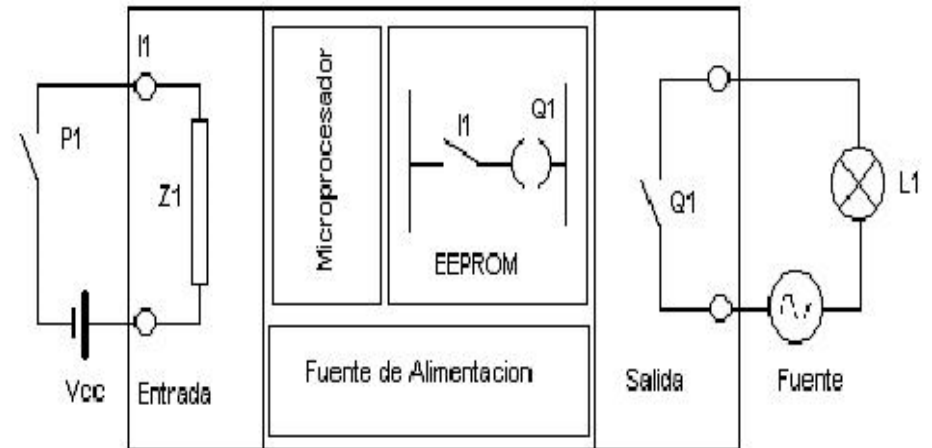 I1
P1
Z1
Vcc
Entrada
Microprocesador
I1
Q1
EEPROM
Fuente de Alimentacion
Q1
Salida
L1
Fuente